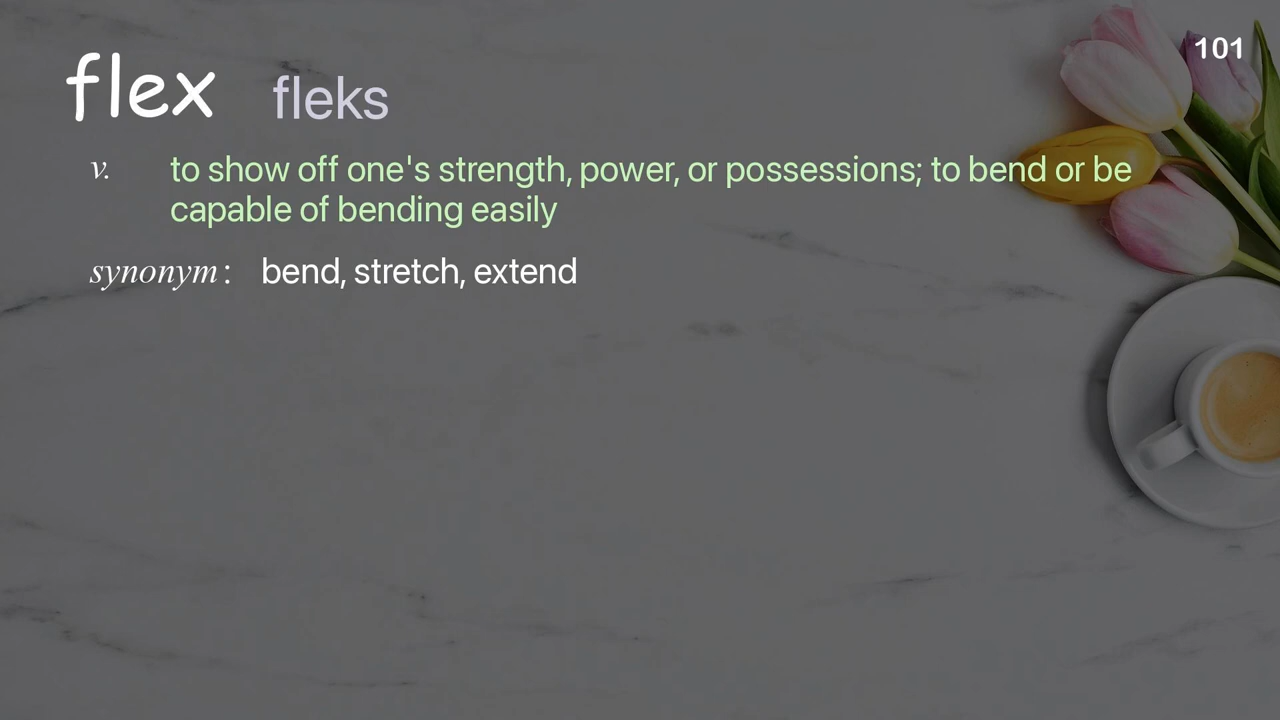 101
flex fleks
v. to show off one's strength, power, or possessions; to bend or be
capable of bending easily
synonym: bend, stretch, extend